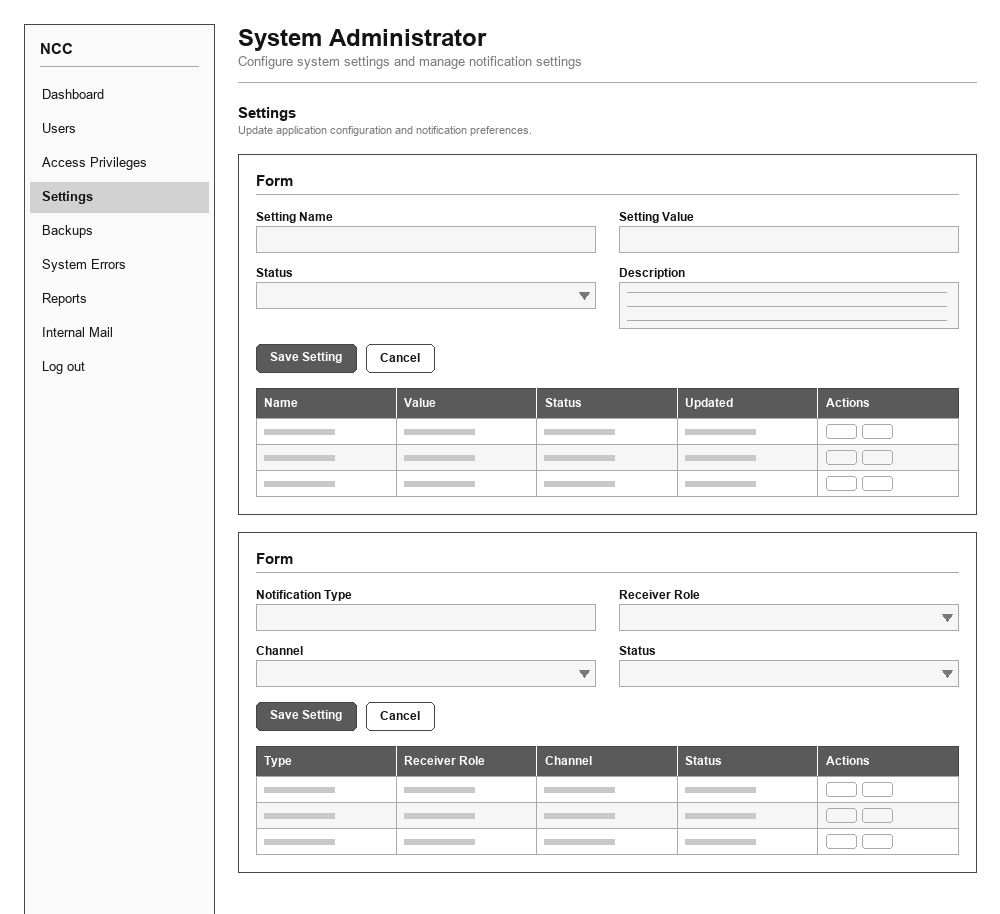 NCC
Dashboard
Users
Access Privileges
Settings
Backups
System Errors
Reports
Internal Mail
Log out
System Administrator
Configure system settings and manage notification settings
Settings
Update application configuration and notification preferences.
Form
Setting Name Setting Value
Status Description
Save Setting Cancel
Name Value Status Updated Actions
Form
Notification Type Receiver Role
Channel Status
Save Setting Cancel
Type Receiver Role Channel Status Actions